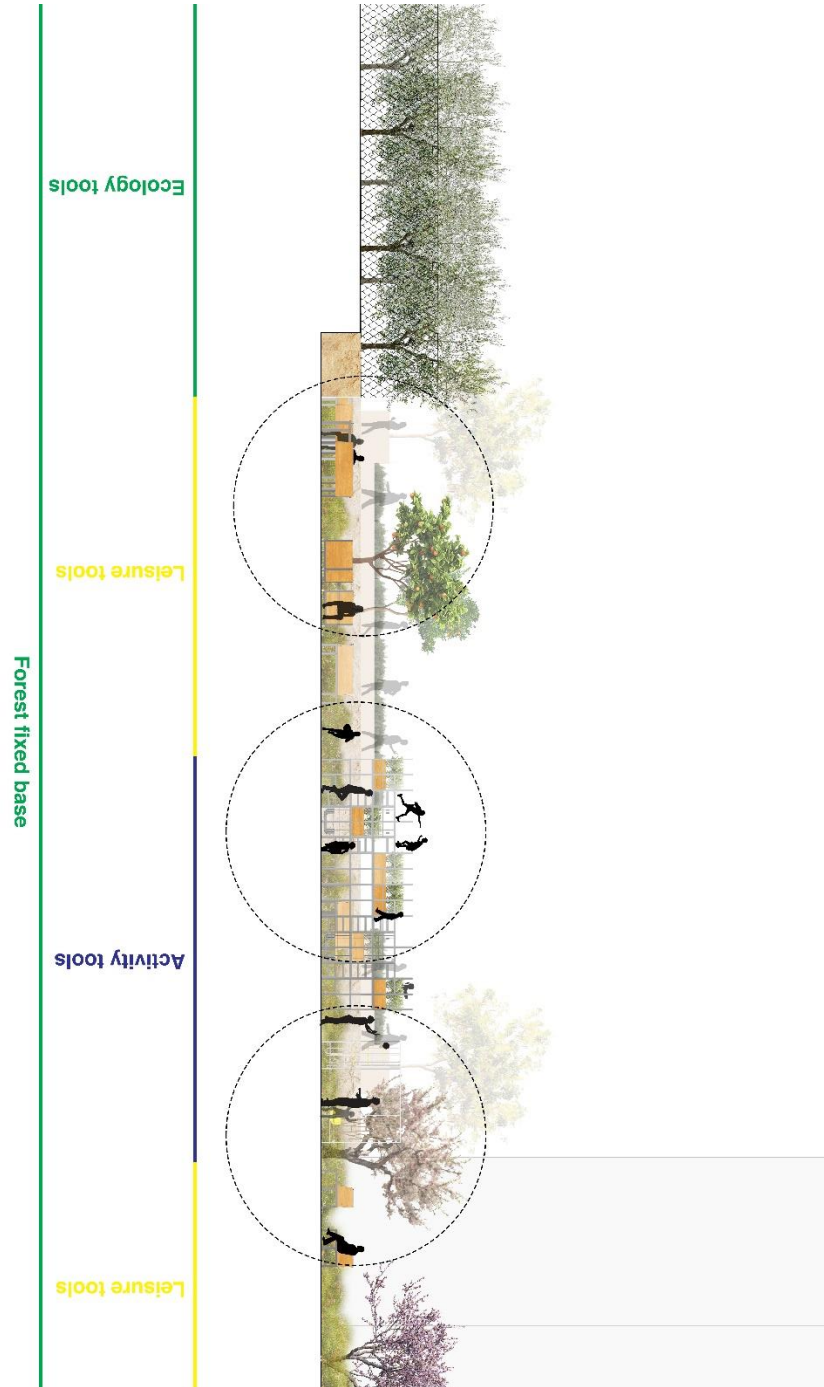 Ecology tools
Leisure tools
Activity tools
Leisure tools
Forest fixed base